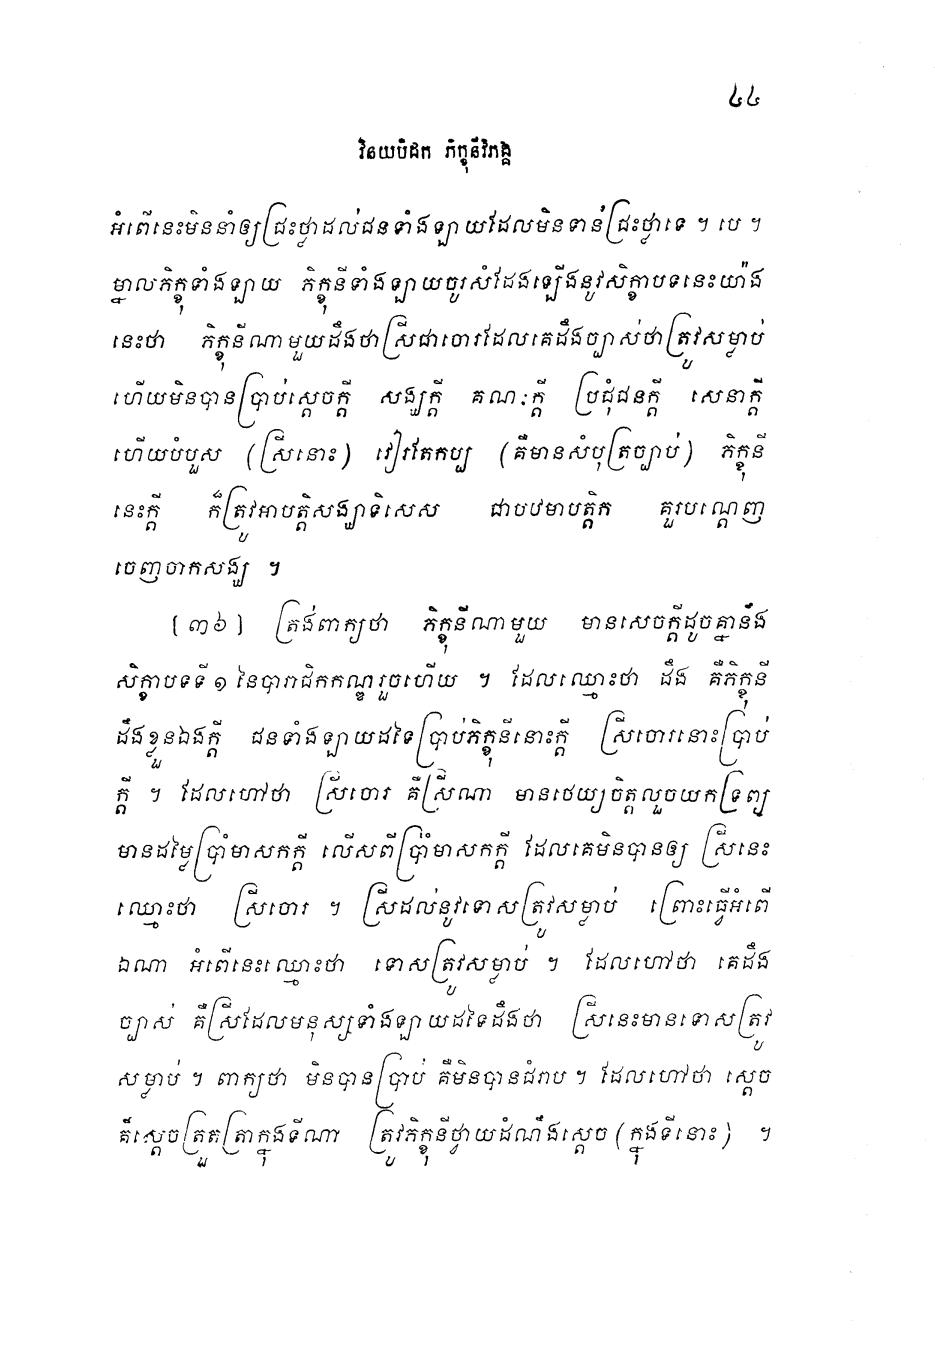 ៤៤
វិនយបិដក ភិក្ខុនីវិភង្គ
អំពើនេះមិននាំឲ្យជ្រះថ្លាដល់ជនទាំងឡាយដែលមិនទាន់ជ្រះថ្លាទេ ។ បេ ។
ម្នាលភិក្ខុទាំងឡាយ ភិក្ខុនីទាំងឡាយចូរសំដែងឡើងនូវសិក្ខាបទនេះយ៉ាង
នេះថា ភិក្ខុនីណាមួយដឹងថាស្រីជាចោរដែលគេដឹងច្បាស់ថាត្រូវសម្លាប់
ហើយមិនបានប្រាប់ស្តេចក្តី សង្ឃក្តី គណៈក្តី ប្រជុំជនក្តី សេនាក្តី
ហើយបំបួស (ស្រីនោះ) វៀរតែកប្ប (គឺមានសំបុត្រច្បាប់) ភិក្ខុនី
នេះក្តី ក៏ត្រូវអាបត្តិសង្ឃាទិសេស ជាបឋមាបត្តិក គួរបណ្តេញ
ចេញចាកសង្ឃ ។
[៣៦] ត្រង់ពាក្យថា ភិក្ខុនីណាមួយ មានសេចក្តីដូចគ្នានឹង
សិក្ខាបទទី១ នៃបារាជិកកណ្ឌរួចហើយ ។ ដែលឈ្មោះថា ដឹង គឺភិក្ខុនី
ដឹងខ្លួនឯងក្តី ជនទាំងឡាយដទៃប្រាប់ភិក្ខុនីនោះក្តី ស្រីចោរនោះប្រាប់
ក្តី ។ ដែលហៅថា ស្រីចោរ គឺស្រីណា មានថេយ្យចិត្តលួចយកទ្រព្យ
មានដម្លៃប្រាំមាសកក្តី លើសពីប្រាំមាសកក្តី ដែលគេមិនបានឲ្យ ស្រីនេះ
ឈ្មោះថា ស្រីចោរ ។ ស្រីដល់នូវទោសត្រូវសម្លាប់ ព្រោះធ្វើអំពើ
ឯណា អំពើនេះឈ្មោះថា ទោសត្រូវសម្លាប់ ។ ដែលហៅថា គេដឹង
ច្បាស់ គឺស្រីដែលមនុស្សទាំងឡាយដទៃដឹងថា ស្រីនេះមានទោសត្រូវ
សម្លាប់ ។ ពាក្យថា មិនបានប្រាប់ គឺមិនបានជំរាប ។ ដែលហៅថា ស្តេច
គឺស្តេចត្រួតត្រាក្នុងទីណា ត្រូវភិក្ខុនីថ្វាយដំណឹងស្តេច (ក្នុងទីនោះ) ។